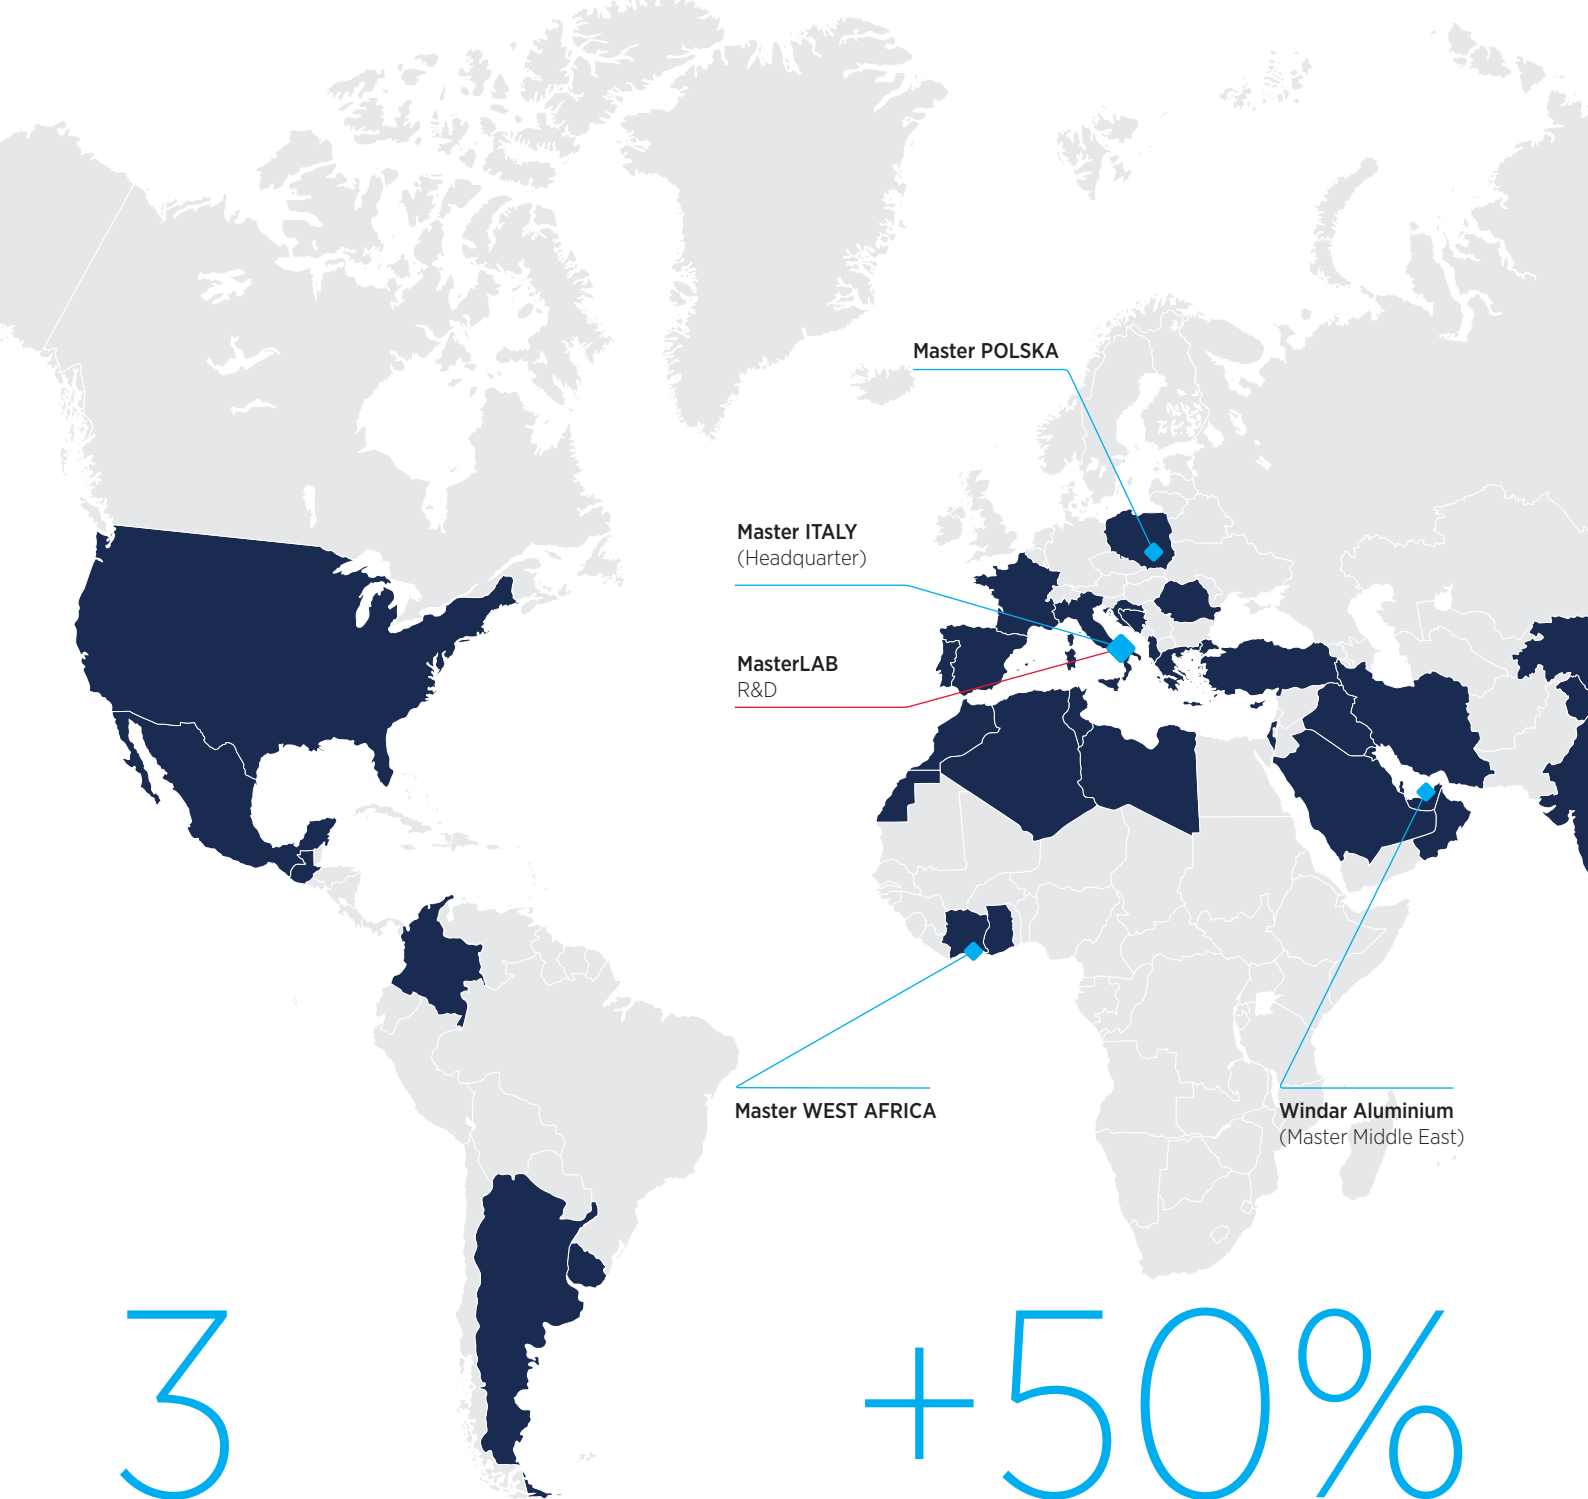 Master POLSKA
Master ITALY
(Headquarter)
MasterLAB
R&D
Master WEST AFRICA
Windar Aluminium
(Master Middle East)
3
+50%